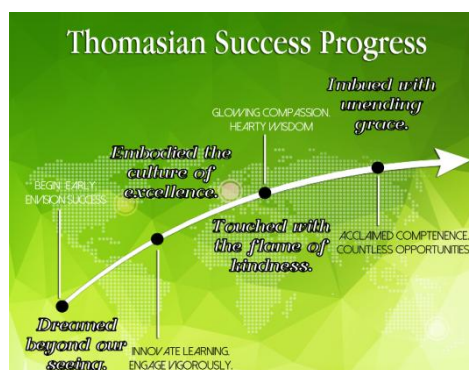 Thomasian Success Progress
Imbued with
unending
grace.
GLOWING COMPASSION.
HEARTY WISDOM
Embodied the
culture of
excellence.
BEGIN EARLY.
ENVISION SUCCESS
Touched with
the flame of
kindness.
ACCLAIMED COMPTENENCE.
COUNTLESS OPPORTUNITIES
Dreamed
beyond our
seeing.
INNOVATE LEARNING.
ENGAGE VIGOROUSLY.